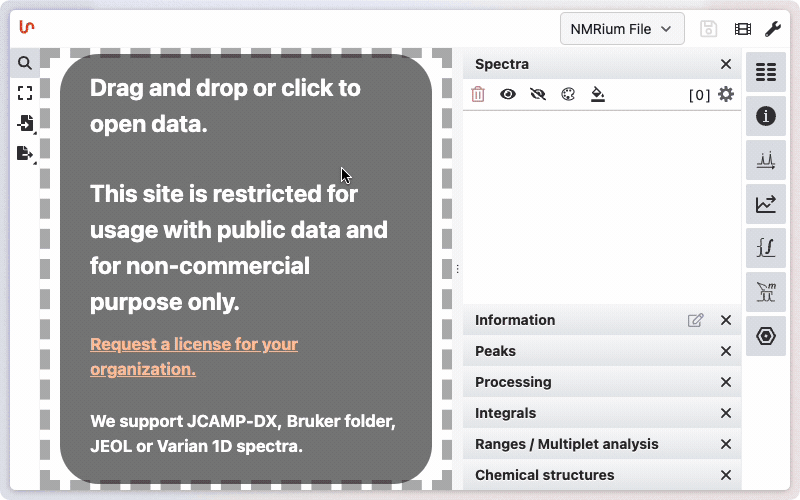 NMRium File
Drag and drop or click to
open data.
This site is restricted for
usage with public data and
for non-commercial
purpose only.
Request a license for your
organization.
We support JCAMP-DX, Bruker folder,
JEOL or Varian 1D spectra.
Spectra
[0]
Information
Peaks
Processing
Integrals
Ranges / Multiplet analysis
Chemical structures